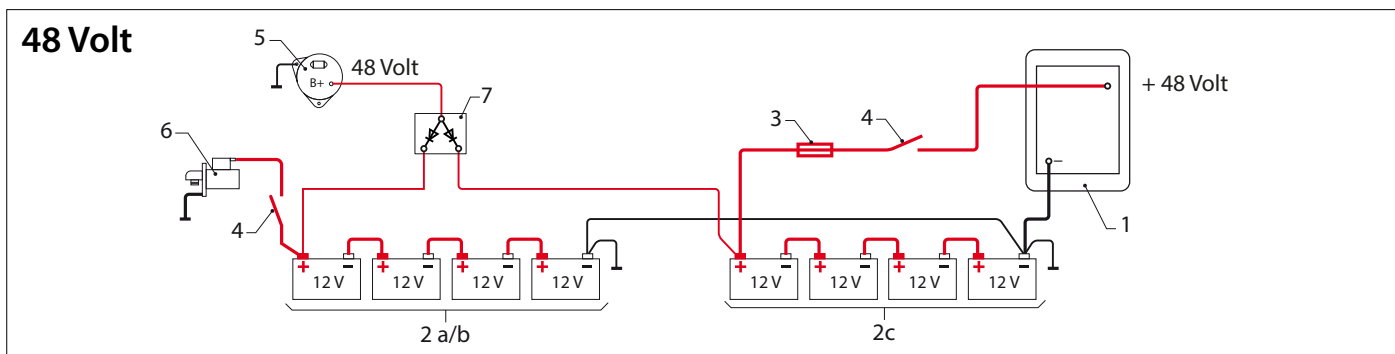 48 Volt
5
B+
48 Volt
7
6
4
3
4
+ 48 Volt
−
1
+ − + − + − + −
12 V 12 V 12 V 12 V
2 a/b
+ − + − + − + −
12 V 12 V 12 V 12 V
2c